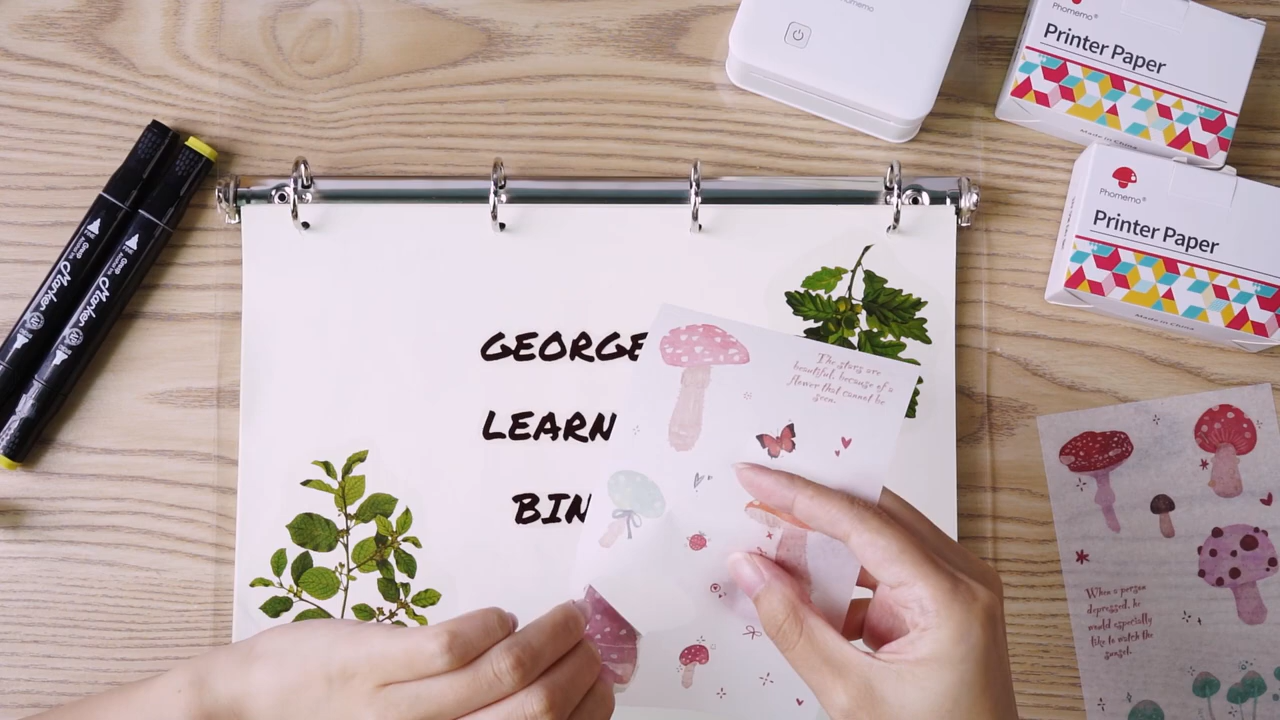 Phomemo
Printer Paper
Made in China
Phomemo
Printer Paper
Made in China
Marker
Marker
GEORGE
LEARN
BIN
The stars are
beautiful, because of a
flower that cannot be
seen.
When a person
depressed, he
would especially
like to watch the
sunset.